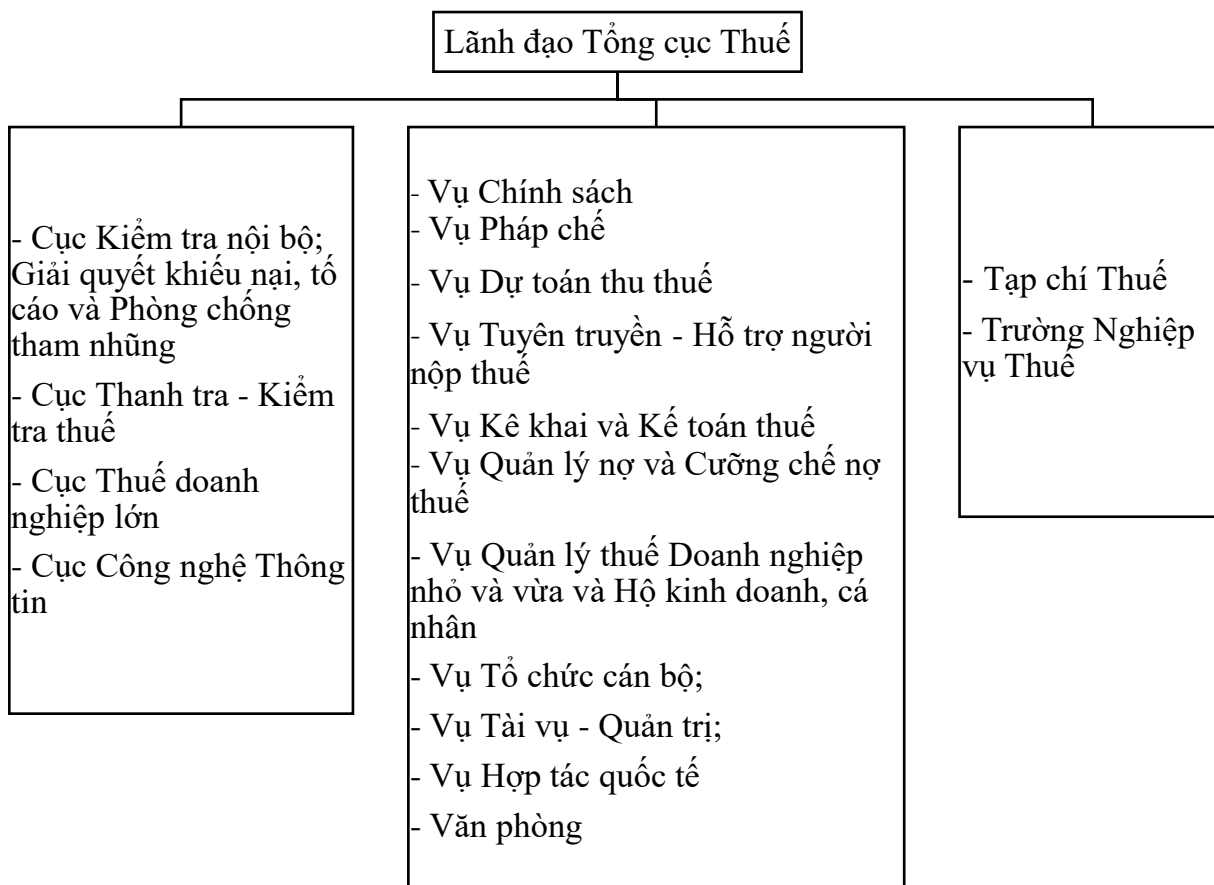 Lãnh đạo Tổng cục Thuế
- Cục Kiểm tra nội bộ;
Giải quyết khiếu nại, tố
cáo và Phòng chống
tham nhũng
- Cục Thanh tra - Kiểm
tra thuế
- Cục Thuế doanh
nghiệp lớn
- Cục Công nghệ Thông
tin
- Vụ Chính sách
- Vụ Pháp chế
- Vụ Dự toán thu thuế
- Vụ Tuyên truyền - Hỗ trợ người
nộp thuế
- Vụ Kê khai và Kế toán thuế
- Vụ Quản lý nợ và Cưỡng chế nợ
thuế
- Vụ Quản lý thuế Doanh nghiệp
nhỏ và vừa và Hộ kinh doanh, cá
nhân
- Vụ Tổ chức cán bộ;
- Vụ Tài vụ - Quản trị;
- Vụ Hợp tác quốc tế
- Văn phòng
- Tạp chí Thuế
- Trường Nghiệp
vụ Thuế